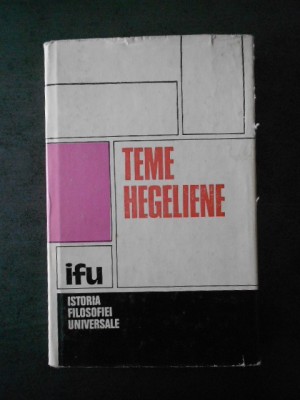 TEME
HEGELIENE
ifu
ISTORIA
FILOSOFIEI
UNIVERSALE